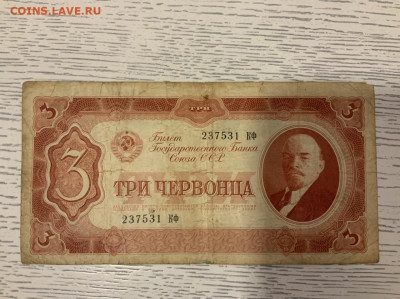 COINS.LAVE.RU
3 ТРИ 3
Билет 237531 КФ
Государственного Банка
Союза ССР
3
ТРИ ЧЕРВОНЦА
237531 КФ
3 3